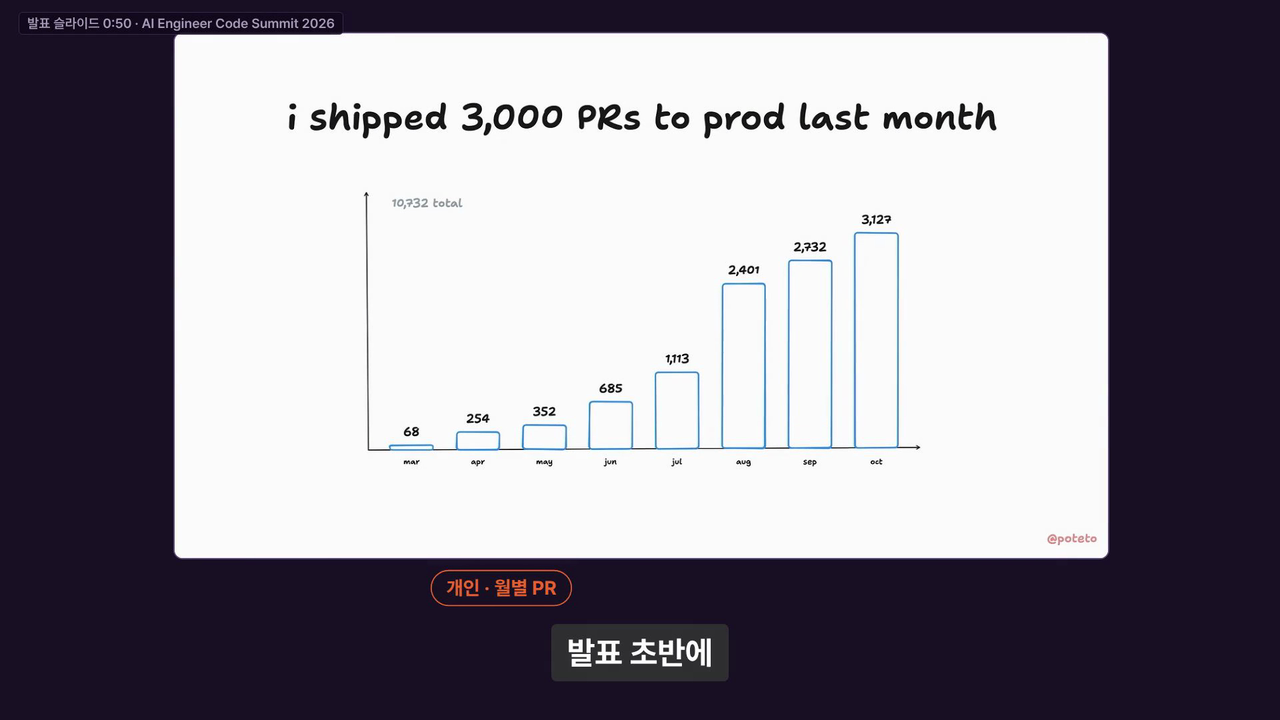 발표 슬라이드 0:50 · AI Engineer Code Summit 2026
i shipped 3,000 PRs to prod last month
10,732 total
68
254
352
685
1,113
2,401
2,732
3,127
mar
apr
may
jun
jul
aug
sep
oct
@poteto
개인 · 월별 PR
발표 초반에